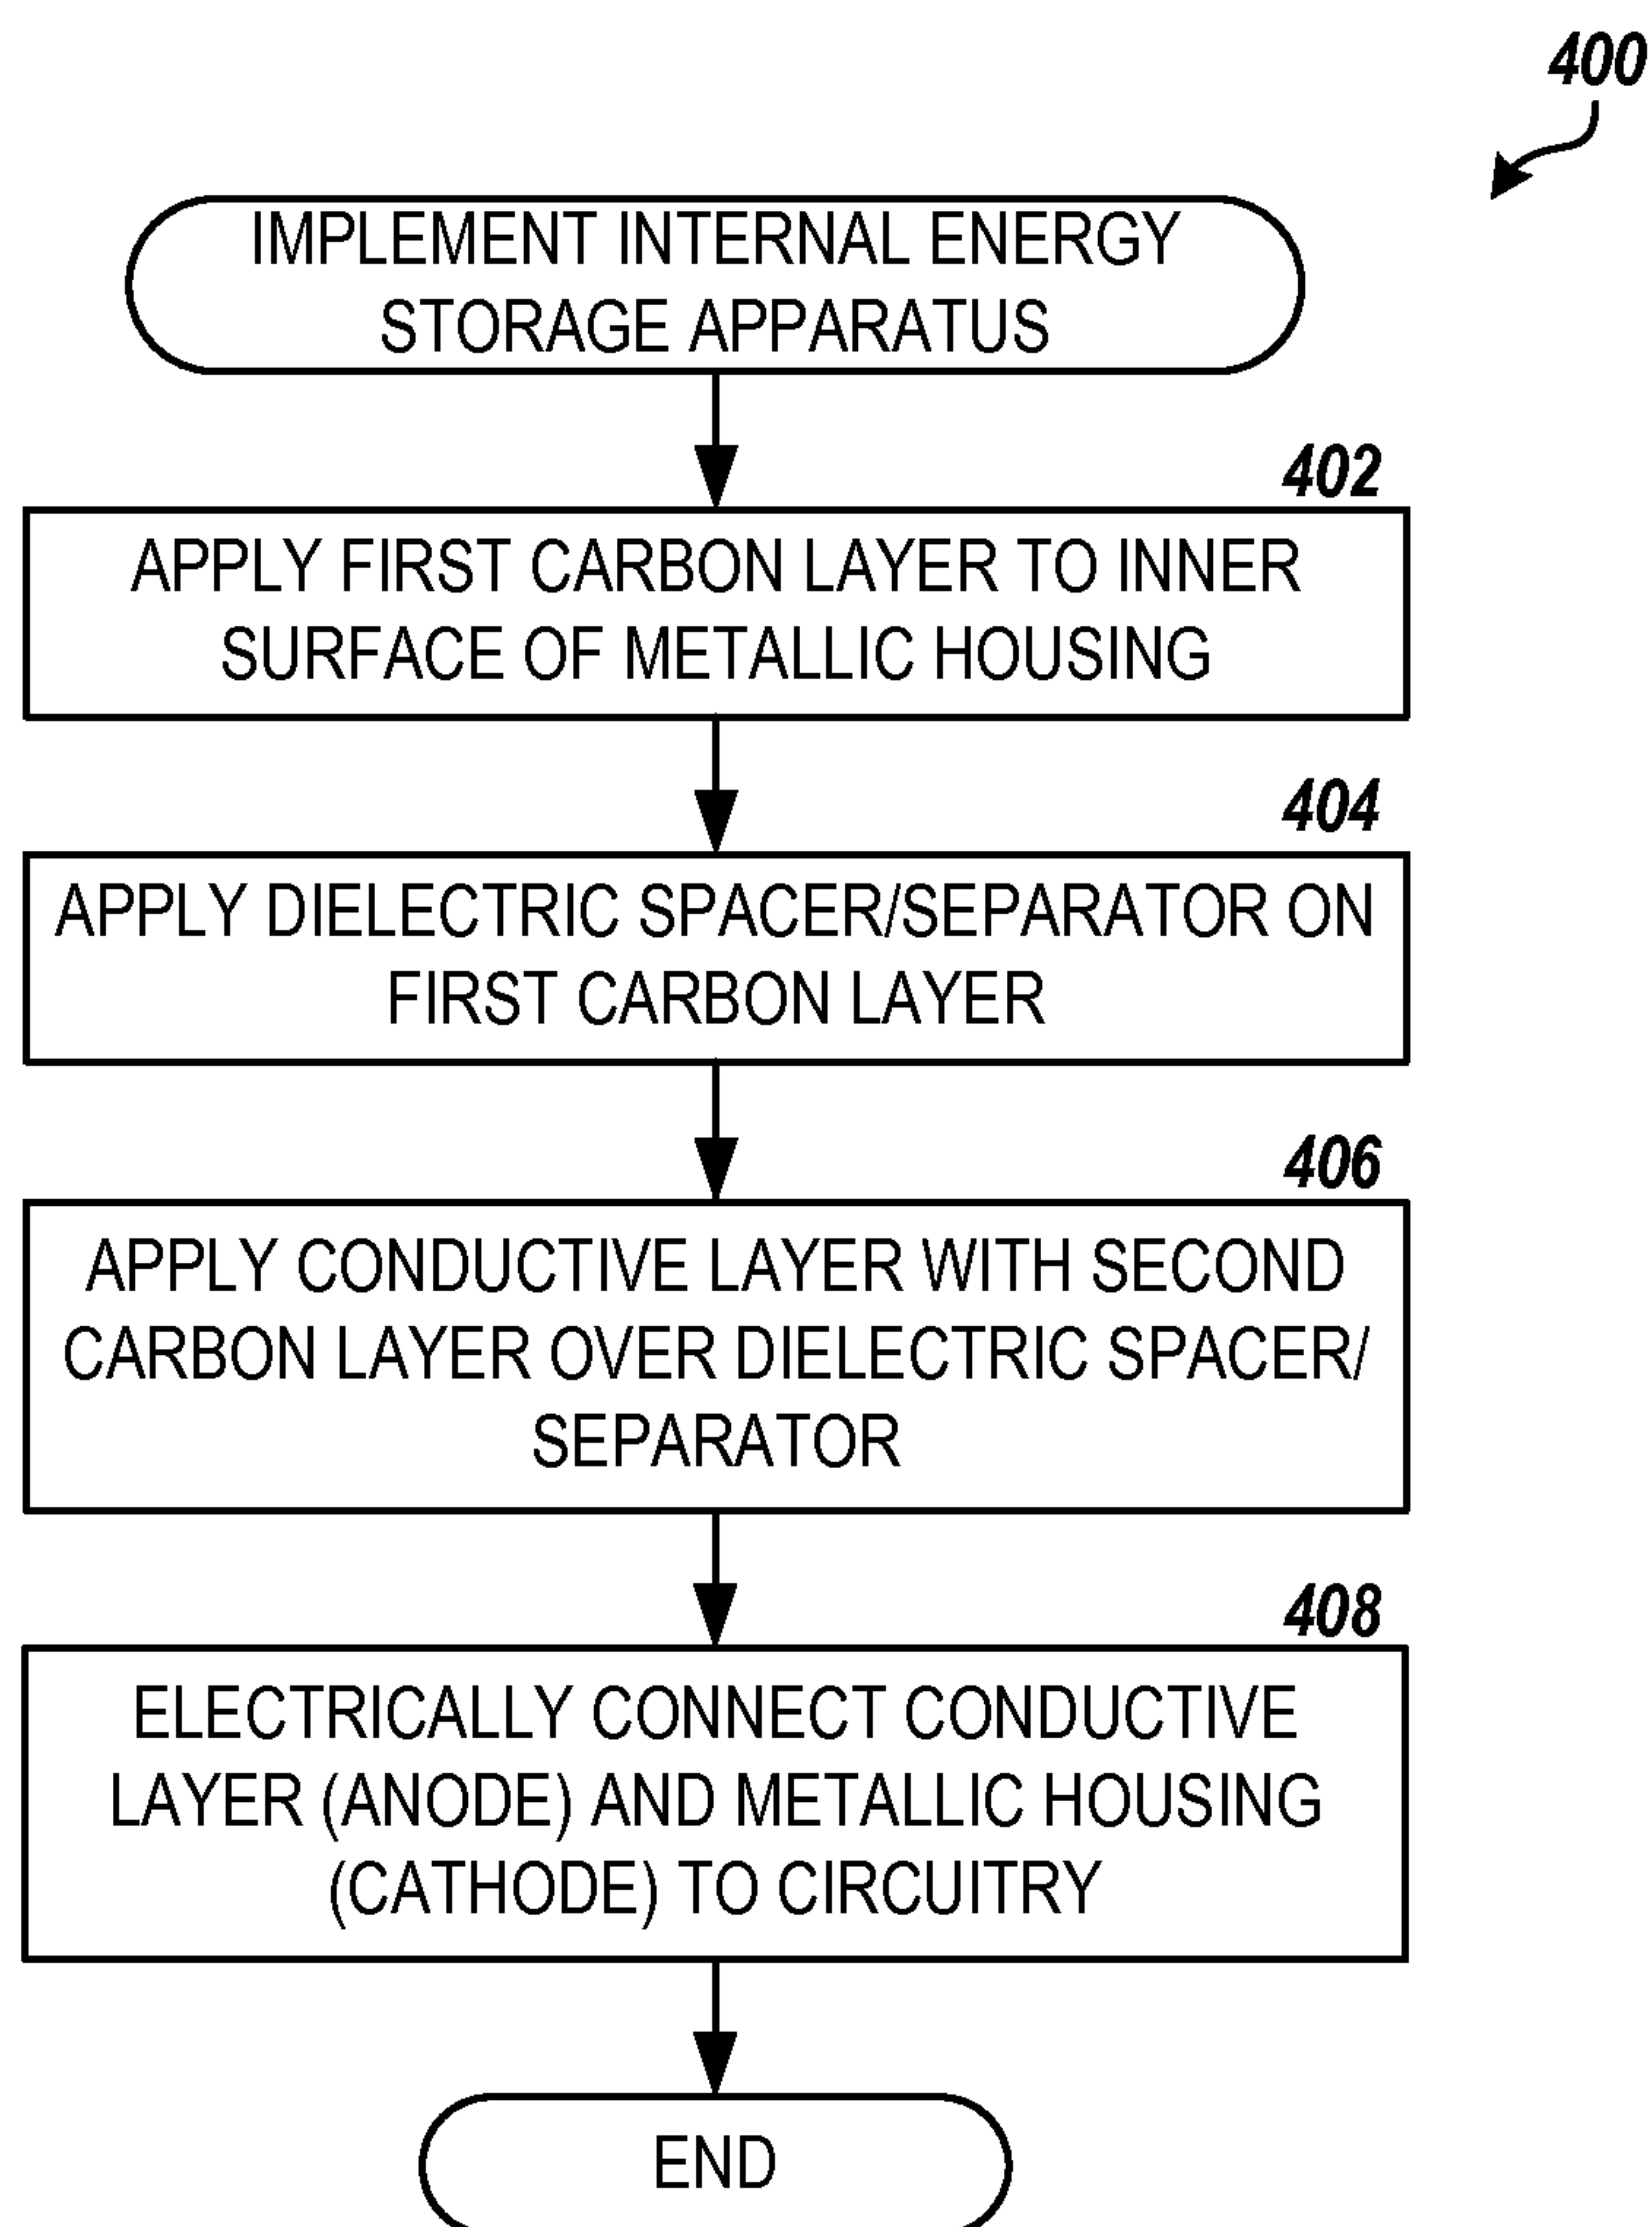 400
IMPLEMENT INTERNAL ENERGY
STORAGE APPARATUS
402
APPLY FIRST CARBON LAYER TO INNER
SURFACE OF METALLIC HOUSING
404
APPLY DIELECTRIC SPACER/SEPARATOR ON
FIRST CARBON LAYER
406
APPLY CONDUCTIVE LAYER WITH SECOND
CARBON LAYER OVER DIELECTRIC SPACER/
SEPARATOR
408
ELECTRICALLY CONNECT CONDUCTIVE
LAYER (ANODE) AND METALLIC HOUSING
(CATHODE) TO CIRCUITRY
END